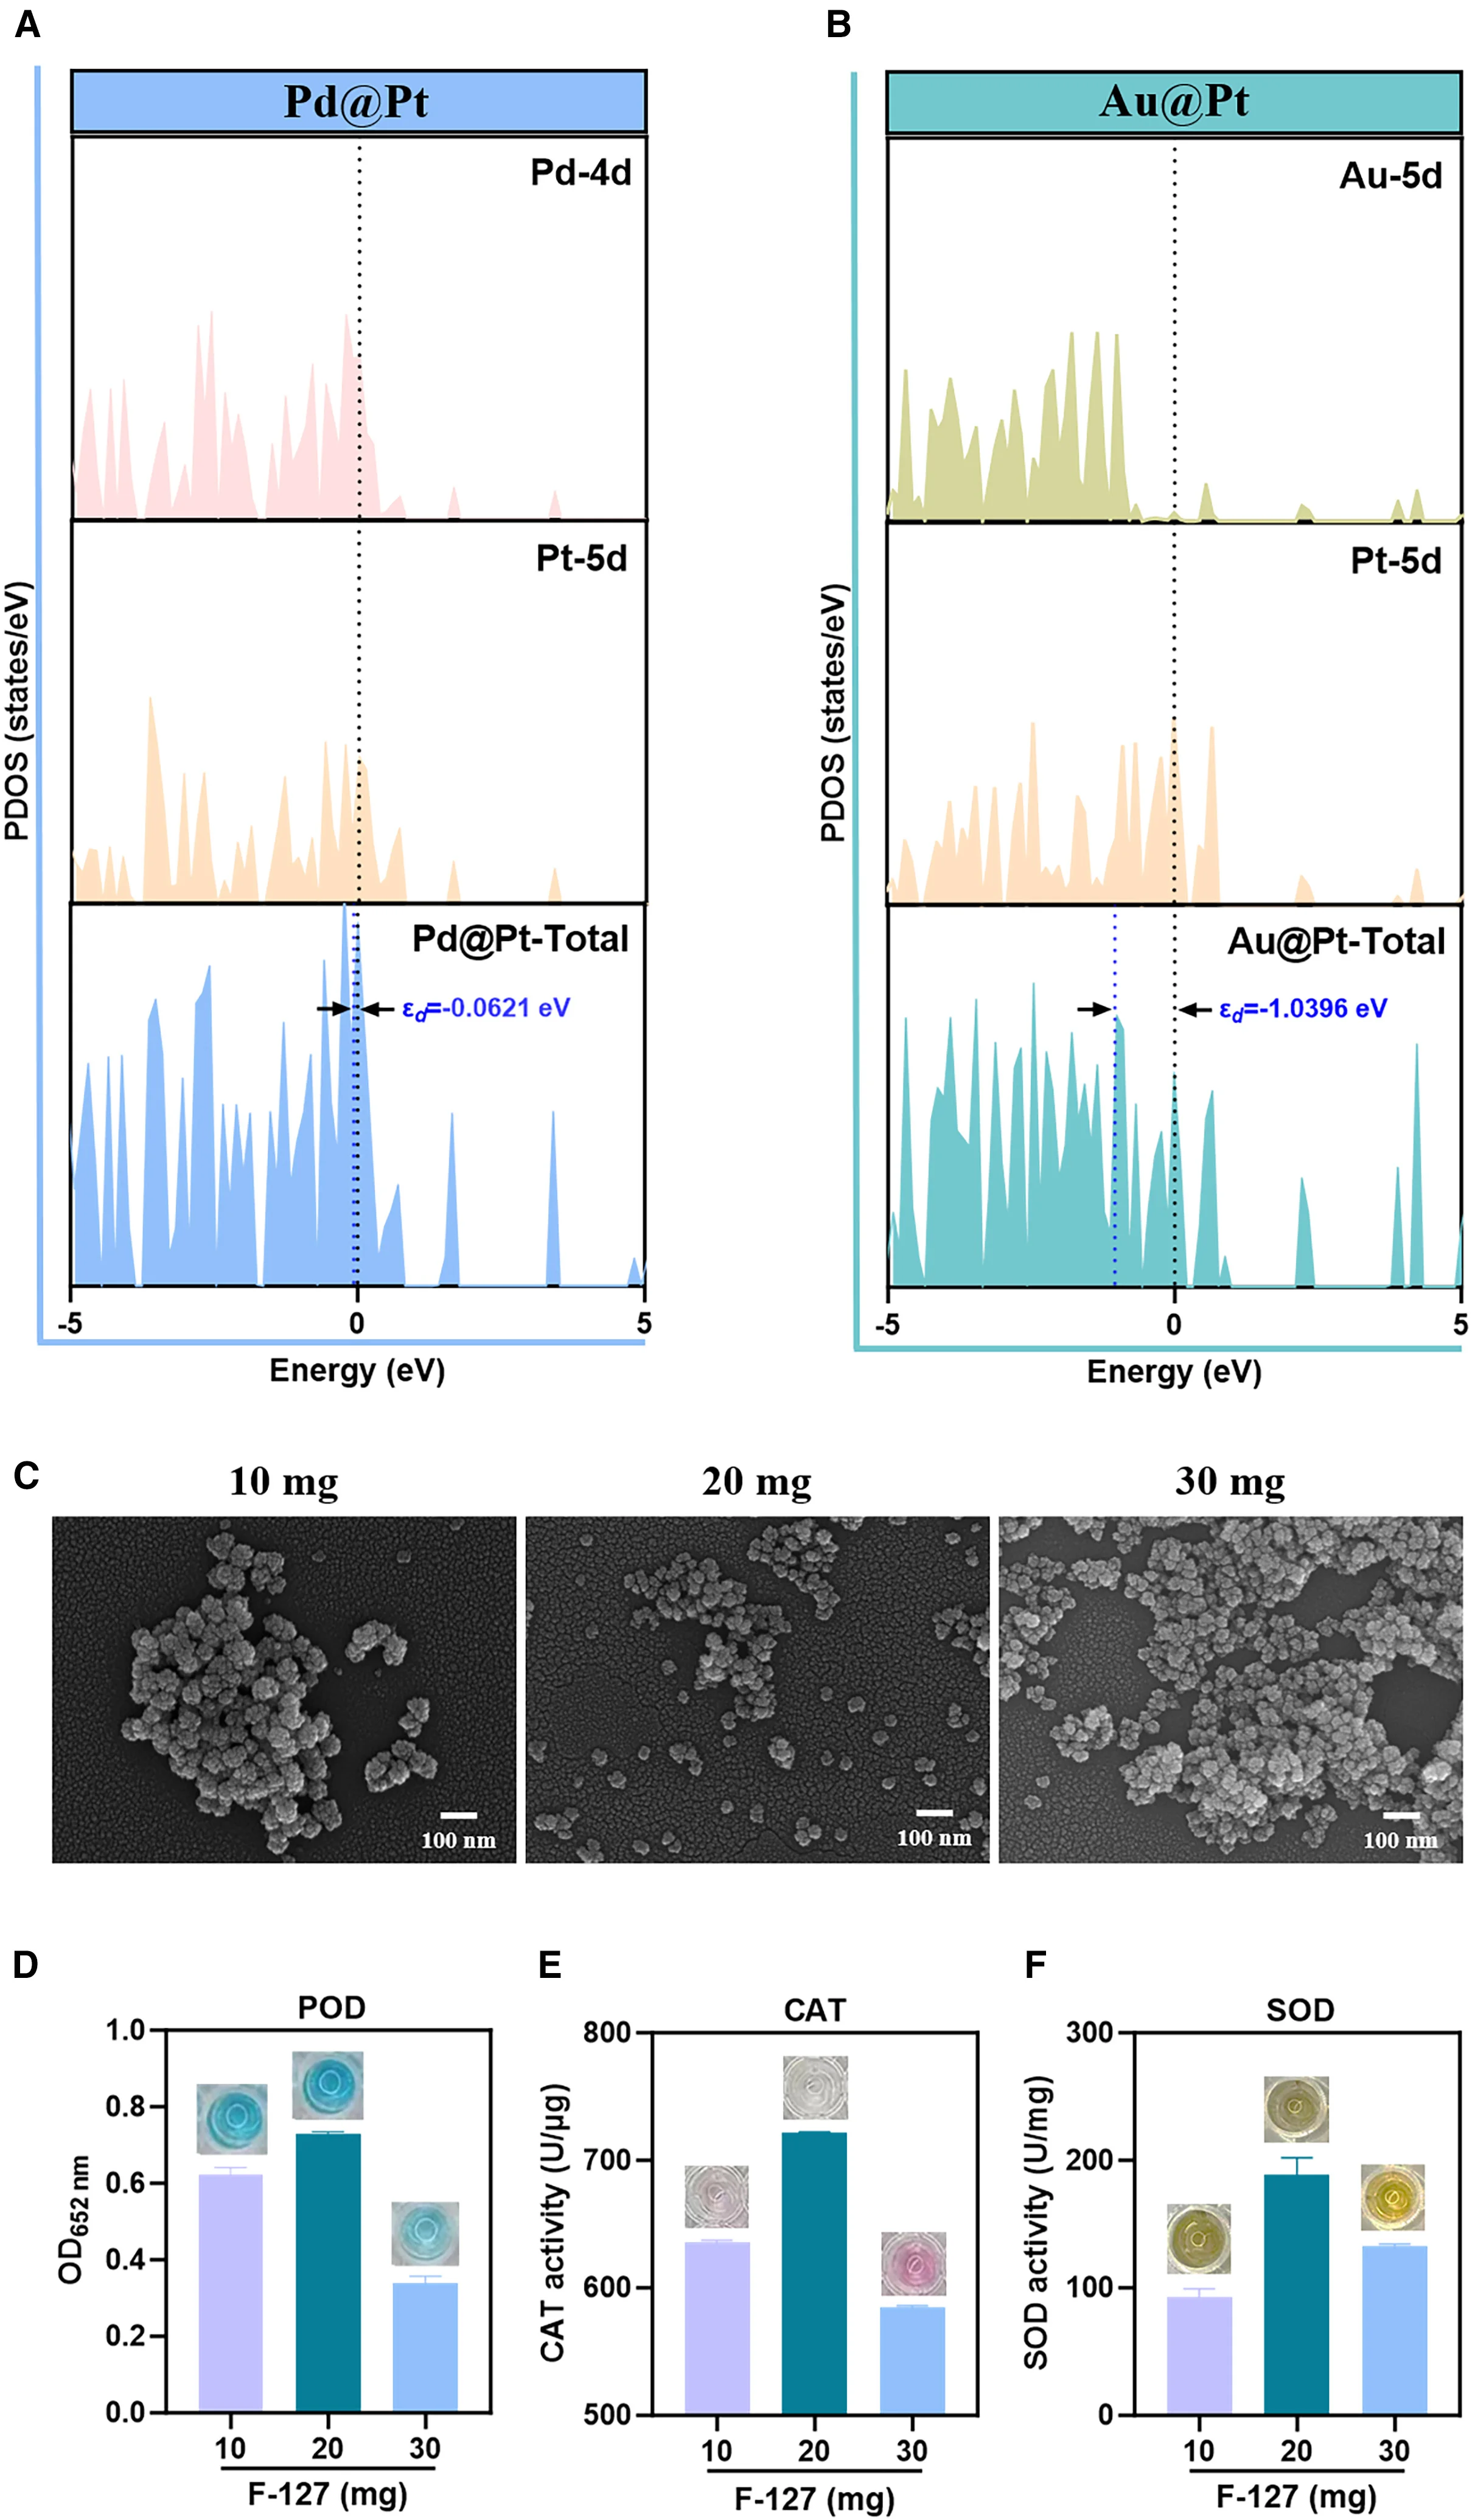 A
B
Pd@Pt
Au@Pt
Pd-4d
Au-5d
Pt-5d
Pt-5d
PDOS (states/eV)
PDOS (states/eV)
Pd@Pt-Total
Au@Pt-Total
εd=-0.0621 eV
εd=-1.0396 eV
-5 0 5
-5 0 5
Energy (eV)
Energy (eV)
C
10 mg
20 mg
30 mg
100 nm
100 nm
100 nm
D
E
F
POD
1.0
0.8
0.6
0.4
0.2
0.0
OD652 nm
10 20 30
F-127 (mg)
CAT
800
700
600
500
CAT activity (U/μg)
10 20 30
F-127 (mg)
SOD
300
200
100
0
SOD activity (U/mg)
10 20 30
F-127 (mg)